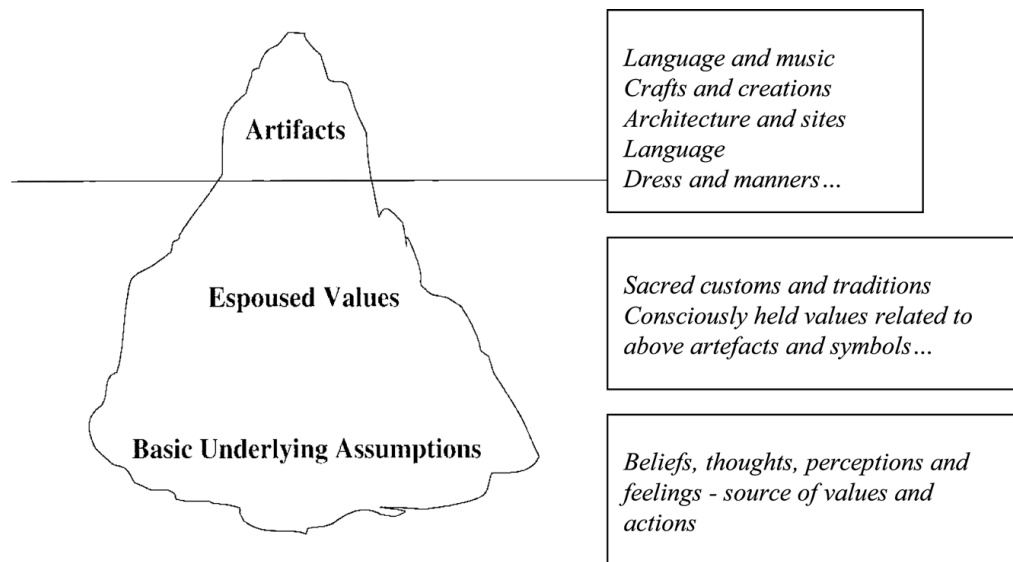 Artifacts
Language and music
Crafts and creations
Architecture and sites
Language
Dress and manners…
Espoused Values
Sacred customs and traditions
Consciously held values related to
above artefacts and symbols…
Basic Underlying Assumptions
Beliefs, thoughts, perceptions and
feelings - source of values and
actions